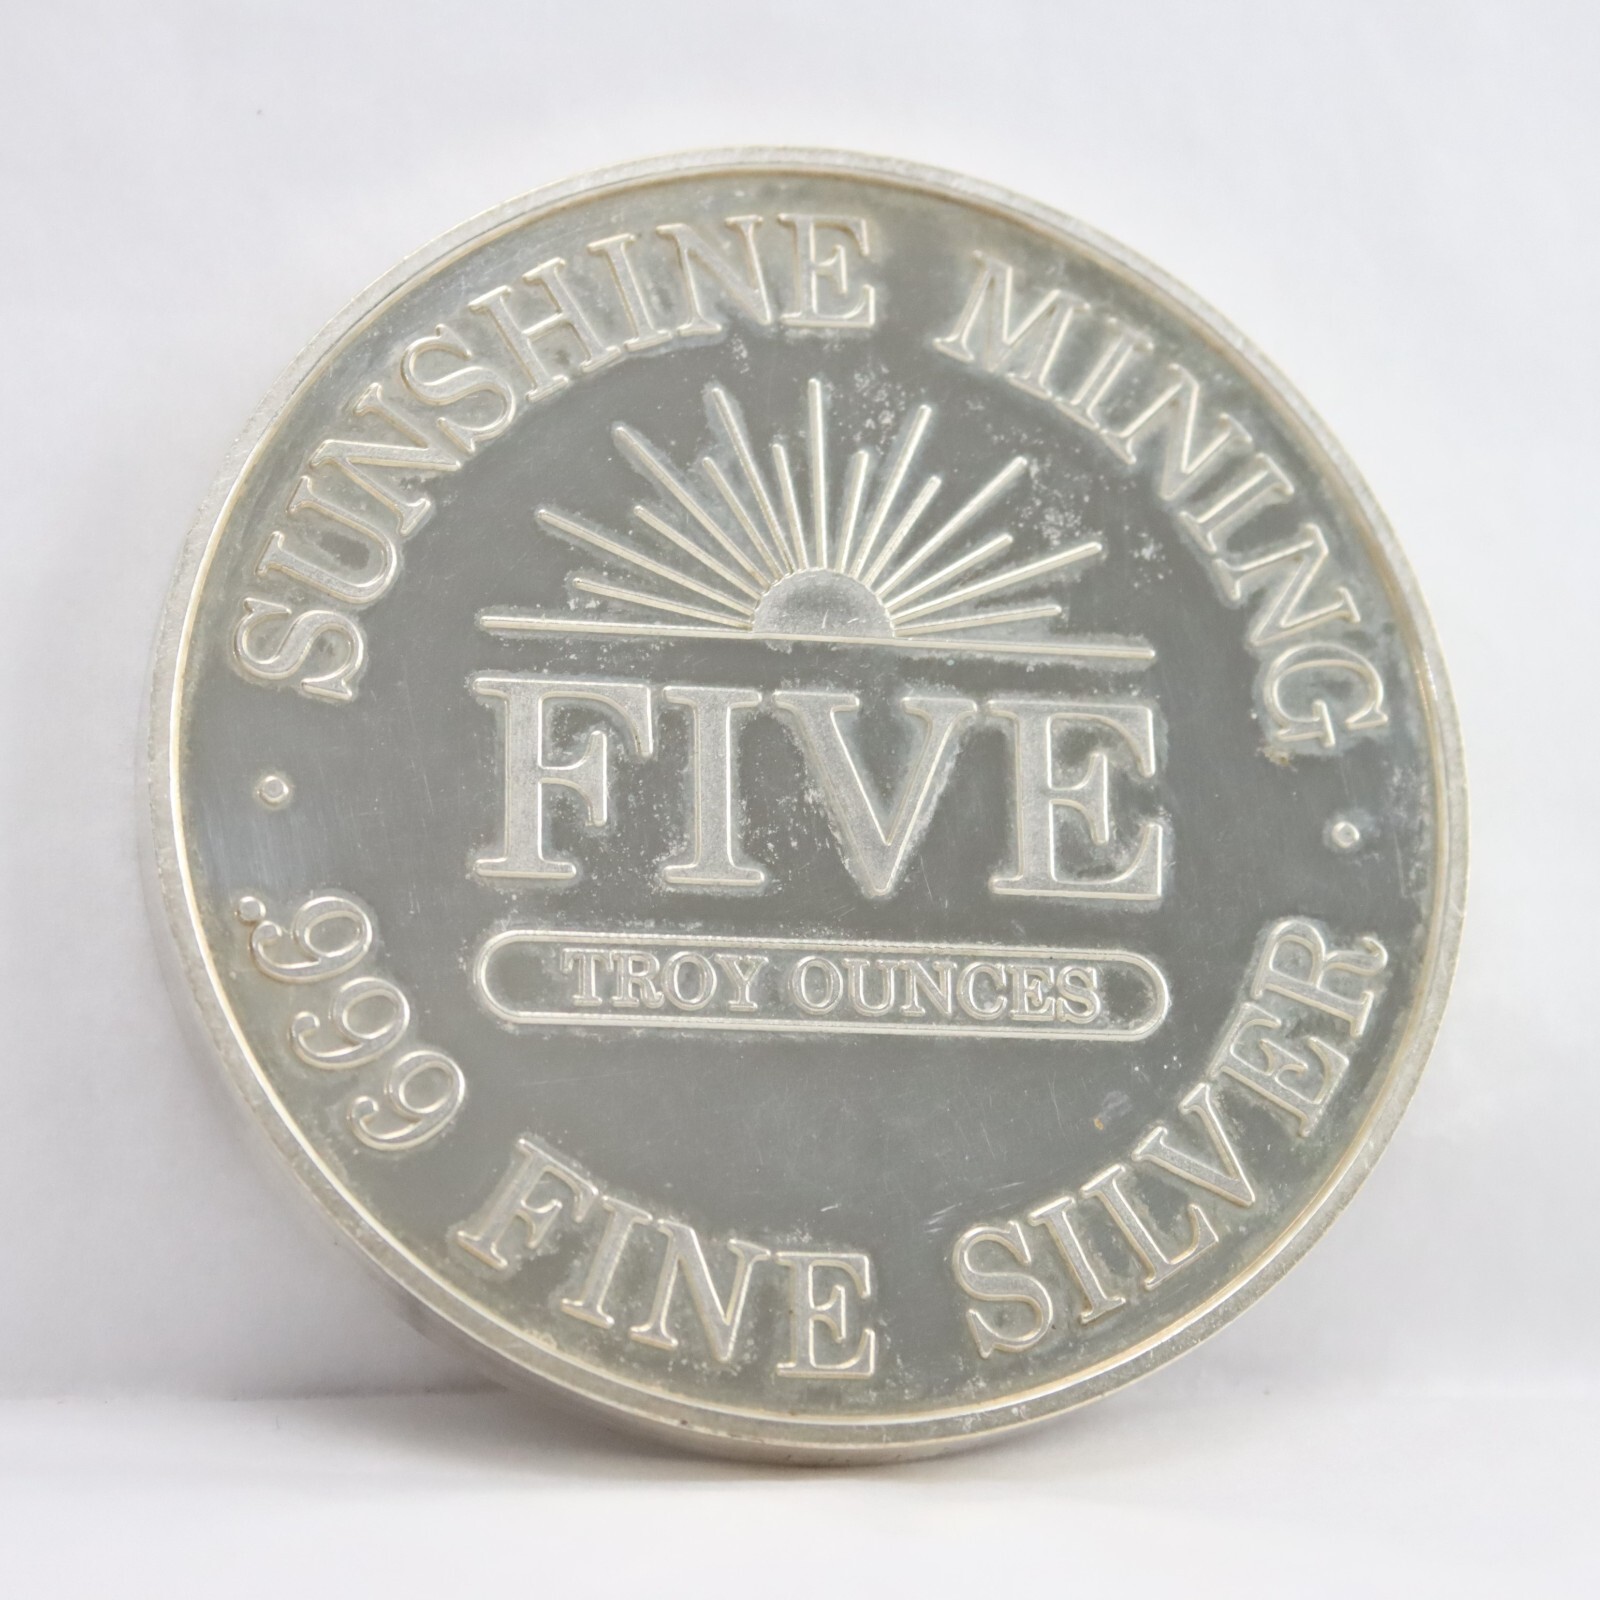 SUNSHINE MINING
FIVE
TROY OUNCES
.999 FINE SILVER